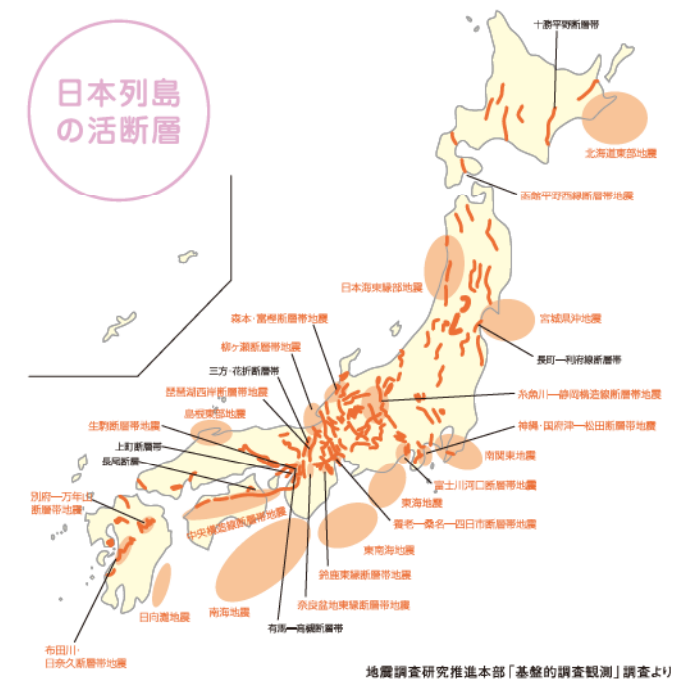 日本列島
の活断層
十勝平野断層帯
北海道東部地震
函館平野西縁断層帯地震
日本海東縁部地震
宮城県沖地震
森本・富樫断層帯地震
長町—利府線断層帯
柳ヶ瀬断層帯地震
三方・花折断層帯
琵琶湖西岸断層帯地震
糸魚川—静岡構造線断層帯地震
島根東部地震
生駒断層帯地震
神縄・国府津—松田断層帯地震
上町断層帯
長尾断層
南関東地震
富士川河口断層帯地震
別府—万年山
断層帯地震
東海地震
中央構造線断層帯地震
養老—桑名—四日市断層帯地震
東南海地震
鈴鹿東縁断層帯地震
奈良盆地東縁断層帯地震
南海地震
日向灘地震
有馬—高槻断層帯
布田川・
日奈久断層帯地震
地震調査研究推進本部「基盤的調査観測」調査より